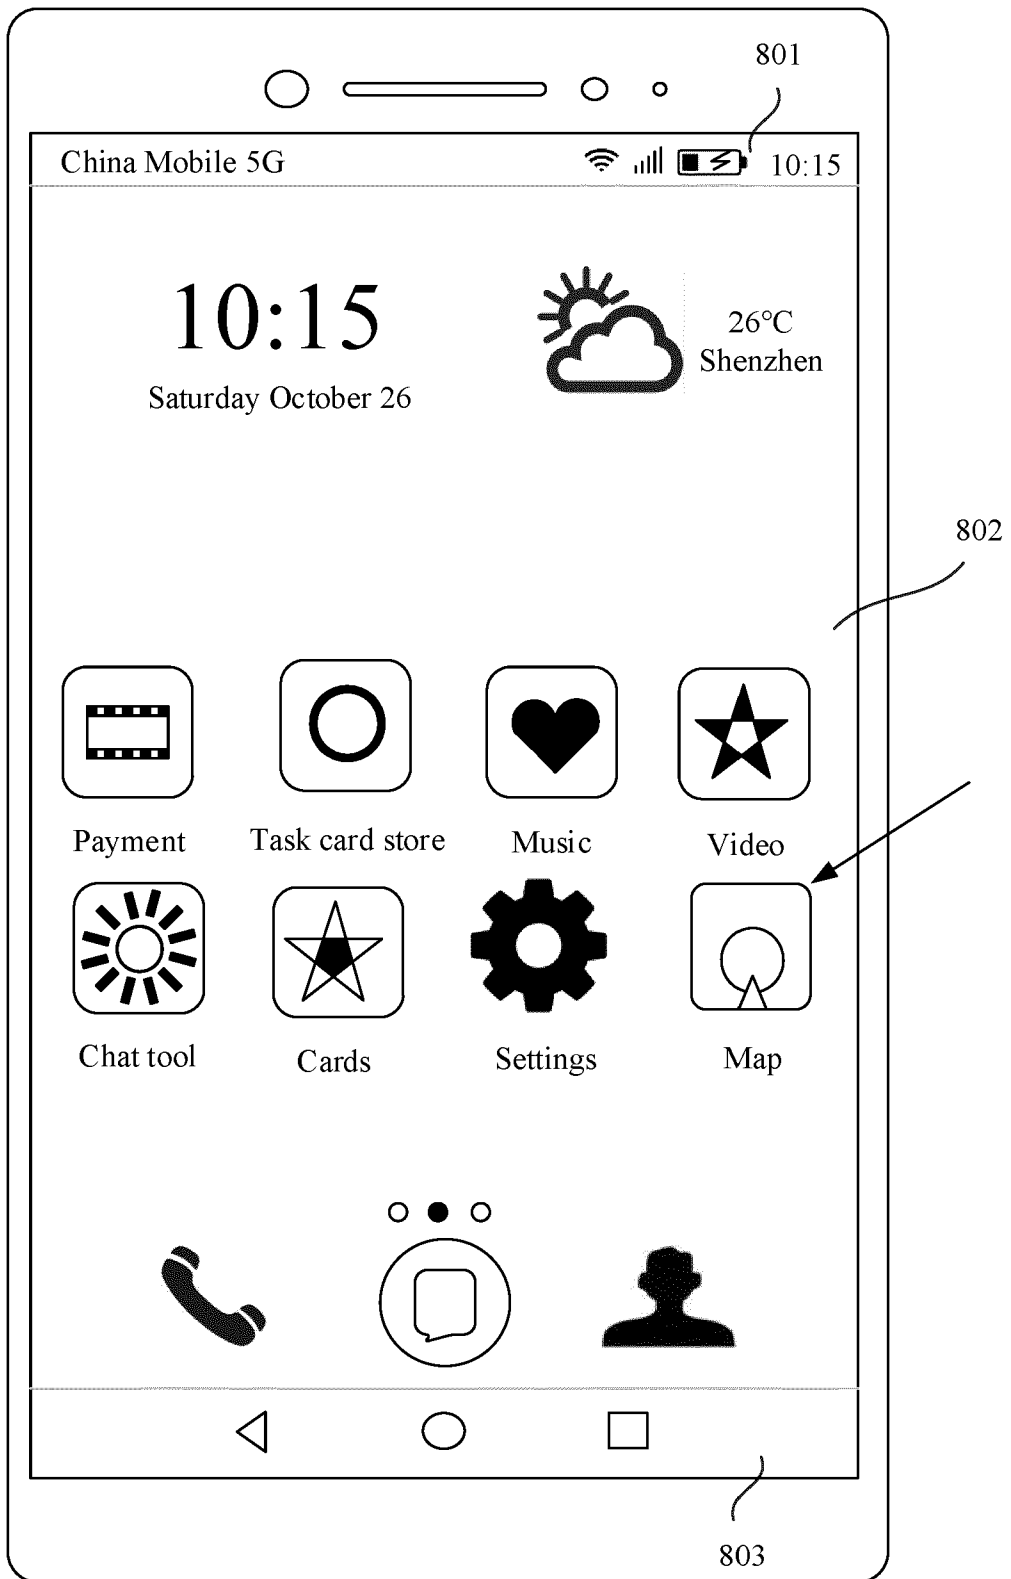 801
China Mobile 5G 10:15
10:15
26℃
Shenzhen
Saturday October 26
802
Payment Task card store Music Video
Chat tool Cards Settings Map
803